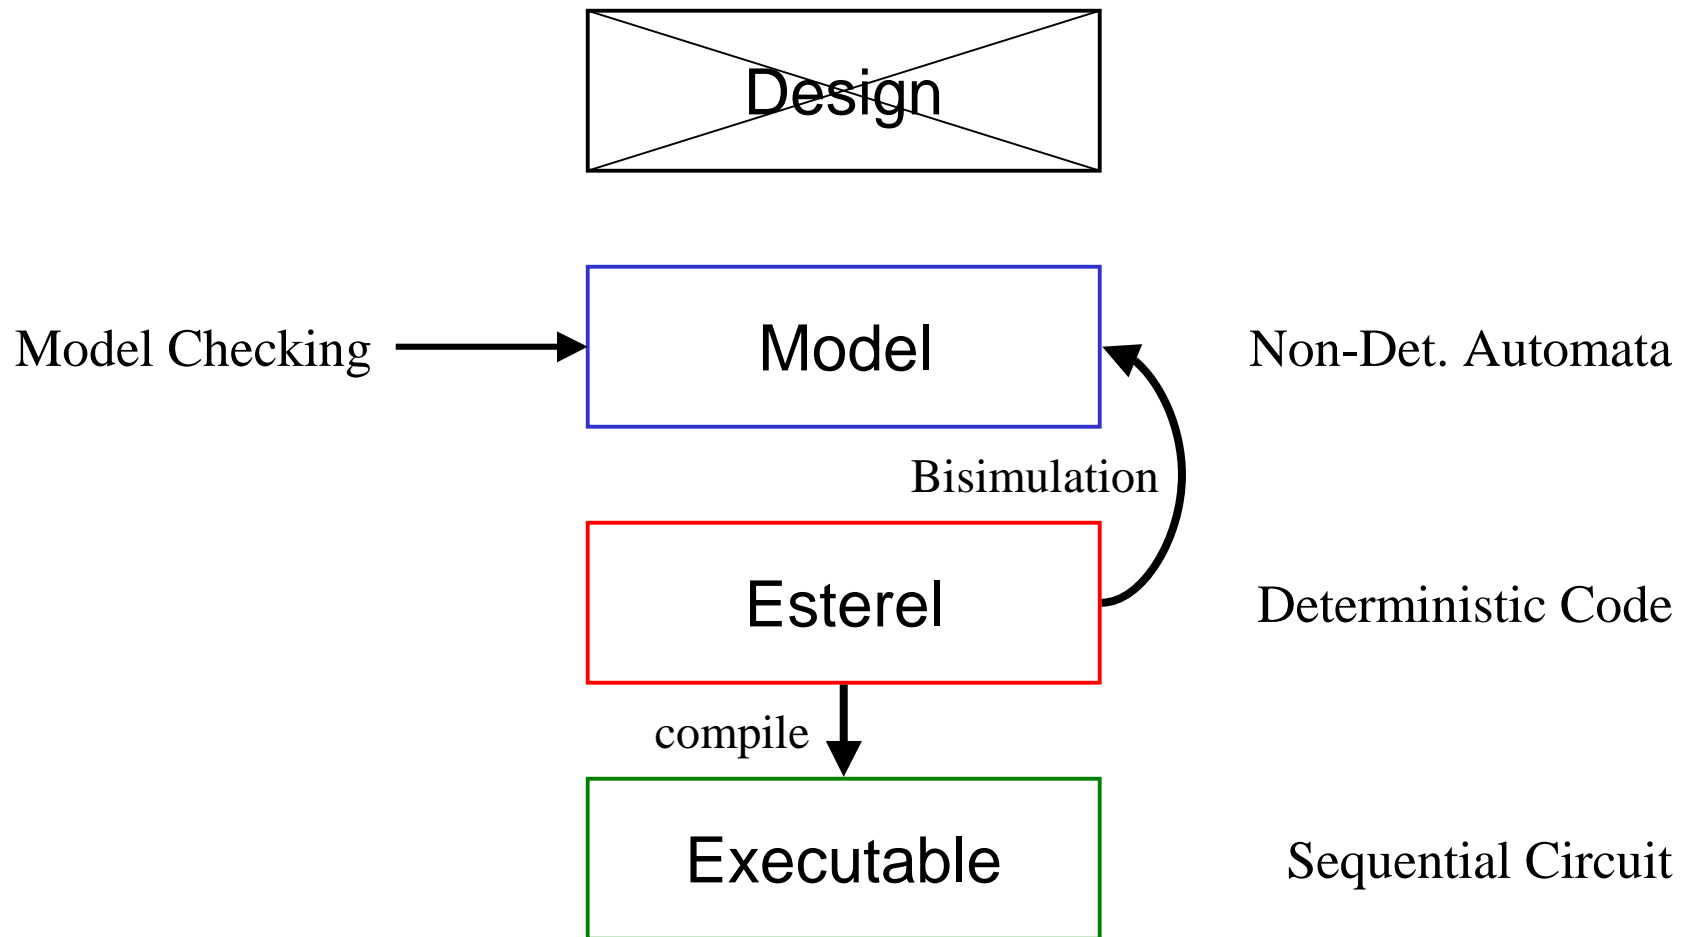 Design
Model Checking
Model
Non-Det. Automata
Bisimulation
Esterel
Deterministic Code
compile
Executable
Sequential Circuit